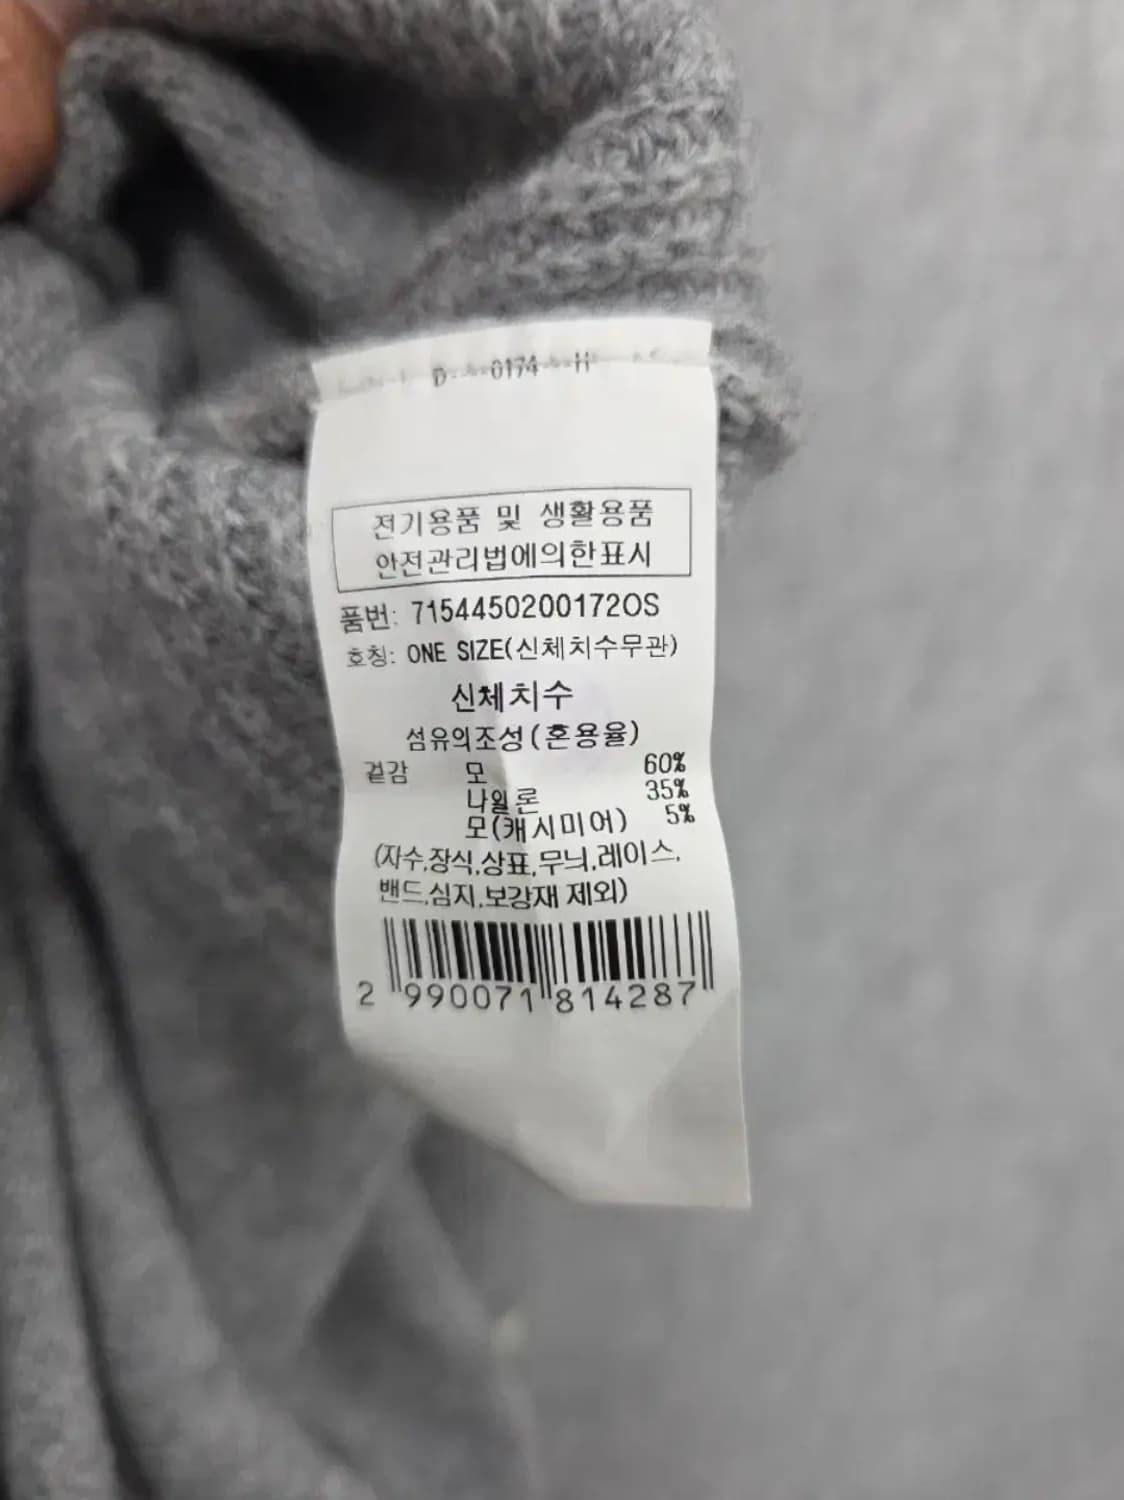 0174
전기용품 및 생활용품
안전관리법에의한표시
품번: 7154450200172OS
호칭: ONE SIZE(신체치수무관)
신체치수
섬유의조성(혼용율)
겉감 모 60%
나일론 35%
모(캐시미어) 5%
(자수,장식,상표,무늬,레이스,
밴드,심지,보강재 제외)
2 990071 814287